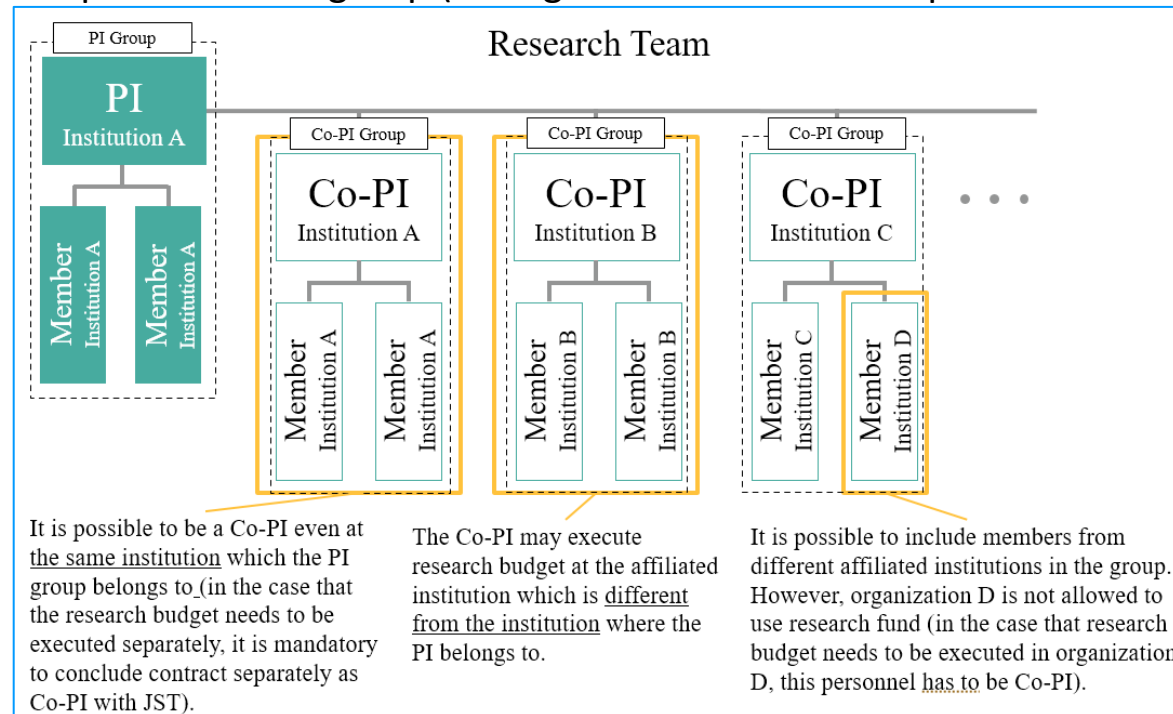 PI Group
Research Team
PI
Institution A
Member
Institution A
Member
Institution A
Co-PI Group
Co-PI
Institution A
Member
Institution A
Member
Institution A
Co-PI Group
Co-PI
Institution B
Member
Institution B
Member
Institution B
Co-PI Group
Co-PI
Institution C
Member
Institution C
Member
Institution D
It is possible to be a Co-PI even at
the same institution which the PI
group belongs to (in the case that
the research budget needs to be
executed separately, it is mandatory
to conclude contract separately as
Co-PI with JST).
The Co-PI may execute
research budget at the affiliated
institution which is different
from the institution where the
PI belongs to.
It is possible to include members from
different affiliated institutions in the group.
However, organization D is not allowed to
use research fund (in the case that research
budget needs to be executed in organization
D, this personnel has to be Co-PI).